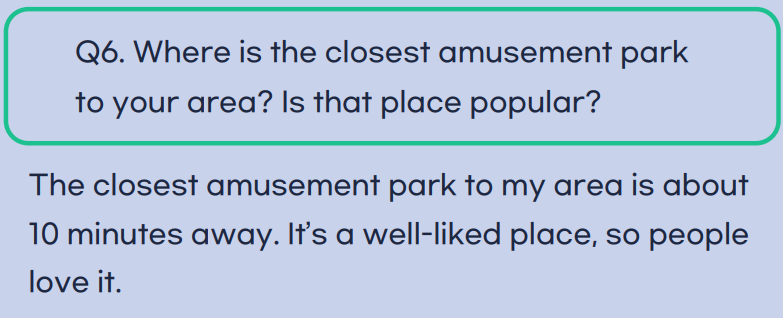 Q6. Where is the closest amusement park
to your area? Is that place popular?
The closest amusement park to my area is about
10 minutes away. It’s a well-liked place, so people
love it.